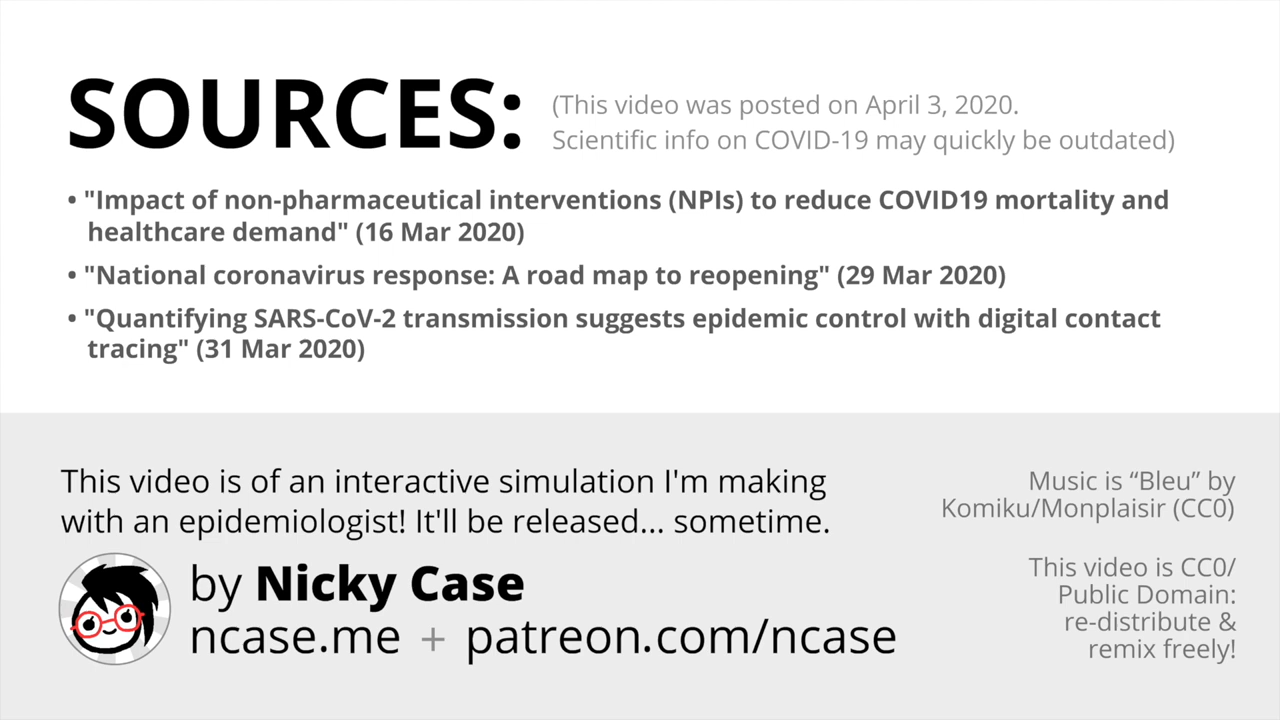 SOURCES:
(This video was posted on April 3, 2020.
Scientific info on COVID-19 may quickly be outdated)
• "Impact of non-pharmaceutical interventions (NPIs) to reduce COVID19 mortality and
healthcare demand" (16 Mar 2020)
• "National coronavirus response: A road map to reopening" (29 Mar 2020)
• "Quantifying SARS-CoV-2 transmission suggests epidemic control with digital contact
tracing" (31 Mar 2020)
This video is of an interactive simulation I'm making
with an epidemiologist! It'll be released... sometime.
by Nicky Case
ncase.me + patreon.com/ncase
Music is “Bleu” by
Komiku/Monplaisir (CC0)
This video is CC0/
Public Domain:
re-distribute &
remix freely!